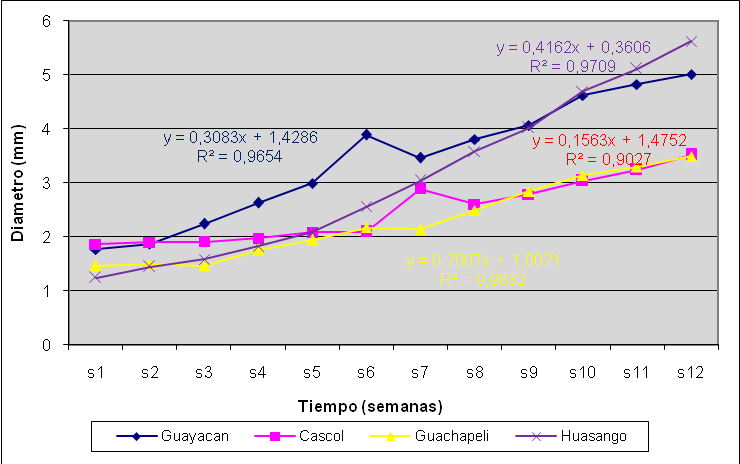 6
y = 0,4162x + 0,3606
R² = 0,9709
5
y = 0,3083x + 1,4286
R² = 0,9654
y = 0,1563x + 1,4752
R² = 0,9027
4
3
2
1
0
Diametro (mm)
s1 s2 s3 s4 s5 s6 s7 s8 s9 s10 s11 s12
Tiempo (semanas)
Guayacan Cascol Guachapeli Huasango